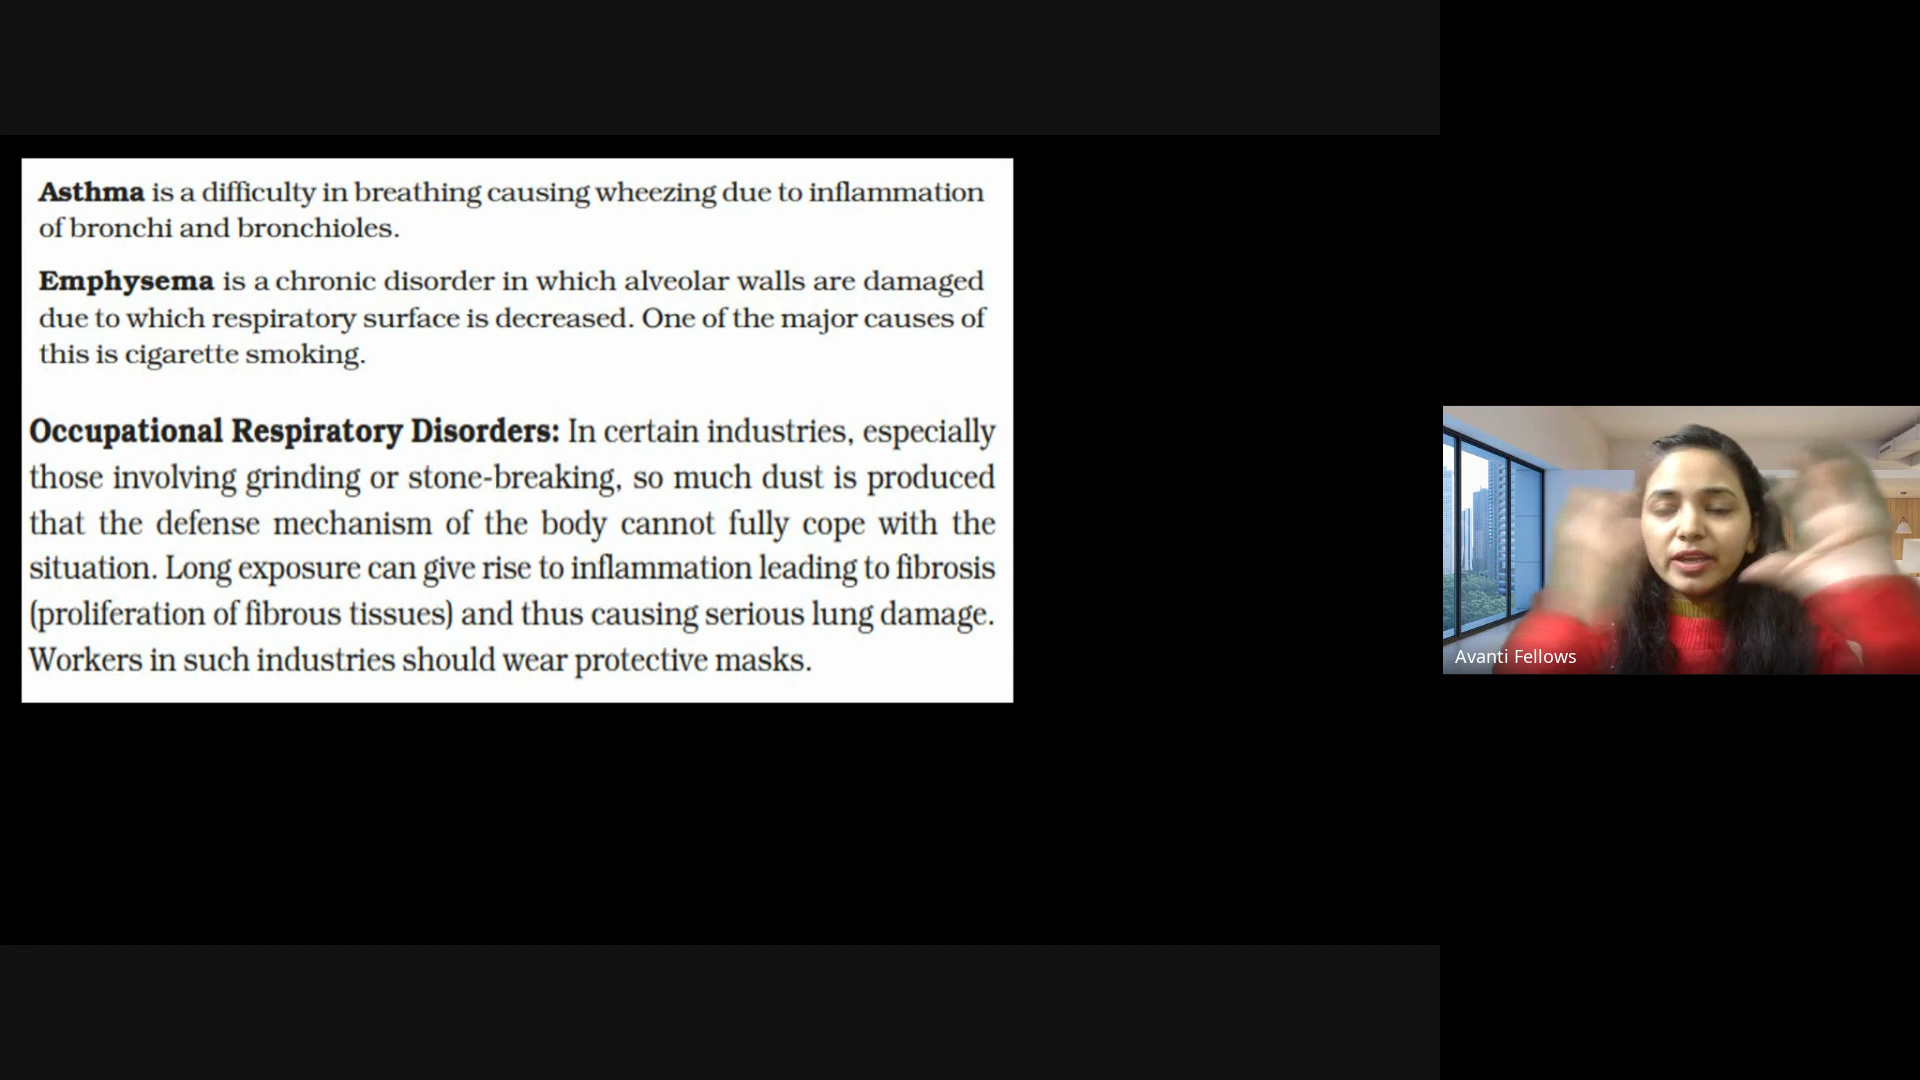 Asthma is a difficulty in breathing causing wheezing due to inflammation
of bronchi and bronchioles.
Emphysema is a chronic disorder in which alveolar walls are damaged
due to which respiratory surface is decreased. One of the major causes of
this is cigarette smoking.
Occupational Respiratory Disorders: In certain industries, especially
those involving grinding or stone-breaking, so much dust is produced
that the defense mechanism of the body cannot fully cope with the
situation. Long exposure can give rise to inflammation leading to fibrosis
(proliferation of fibrous tissues) and thus causing serious lung damage.
Workers in such industries should wear protective masks.
Avanti Fellows